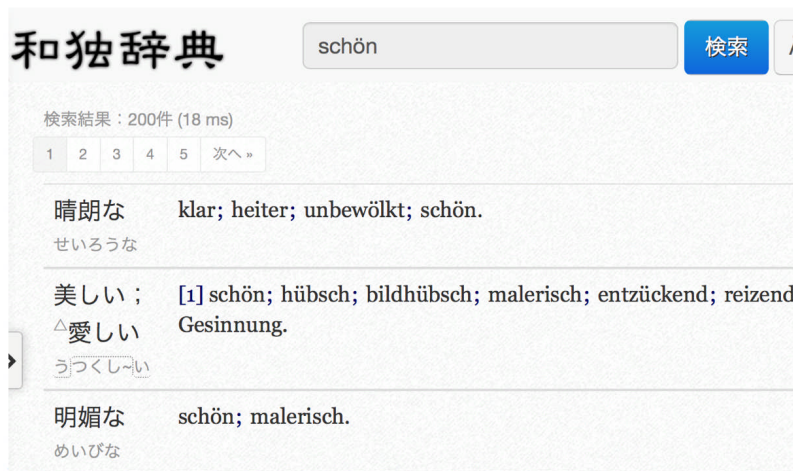 和独辞典
schön
検索
検索結果：200件 (18 ms)
1 2 3 4 5 次へ »
晴朗な klar; heiter; unbewölkt; schön.
せいろうな
美しい； [1] schön; hübsch; bildhübsch; malerisch; entzückend; reizend
△愛しい Gesinnung.
うつくし~い
明媚な schön; malerisch.
めいびな